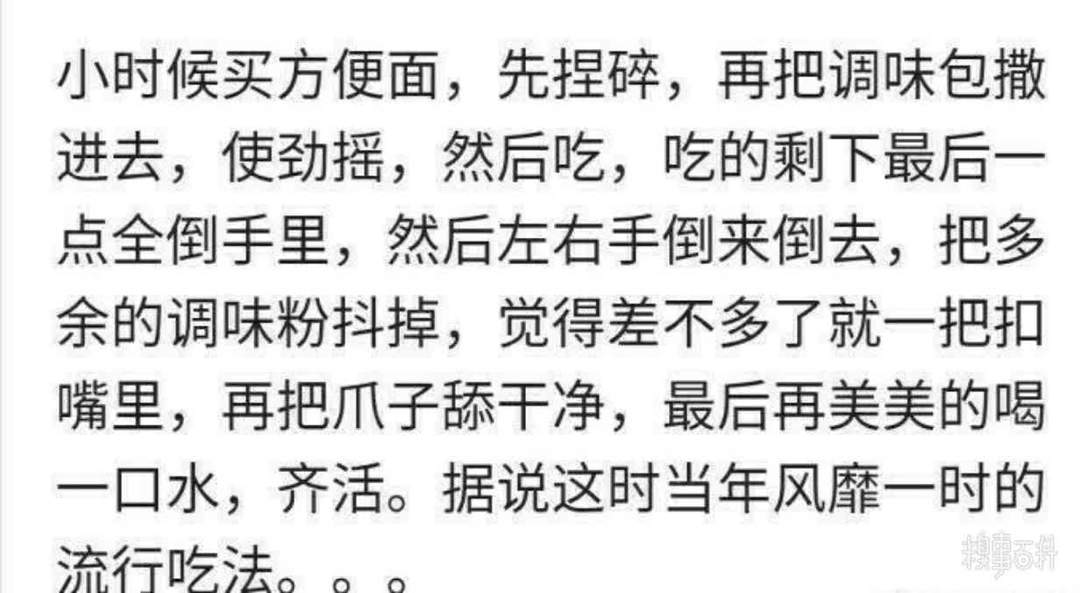 小时候买方便面，先捏碎，再把调味包撒
进去，使劲摇，然后吃，吃的剩下最后一
点全倒手里，然后左右手倒来倒去，把多
余的调味粉抖掉，觉得差不多了就一把扣
嘴里，再把爪子舔干净，最后再美美的喝
一口水，齐活。据说这时当年风靡一时的
流行吃法。。。
糗事百科